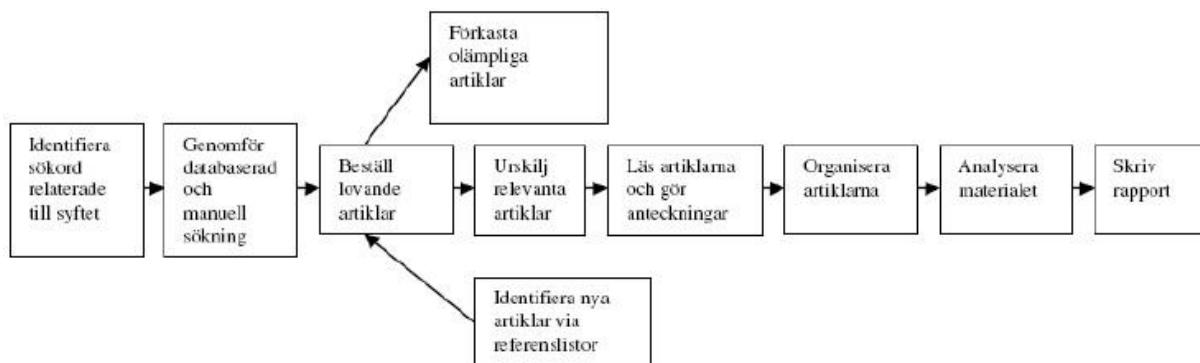 Förkasta
olämpliga
artiklar
Identifiera
sökord
relaterade
till syftet
Genomför
databaserad
och
manuell
sökning
Beställ
lovande
artiklar
Urskilj
relevanta
artiklar
Läs artiklarna
och gör
anteckningar
Organisera
artiklarna
Analysera
materialet
Skriv
rapport
Identifiera nya
artiklar via
referenslistor